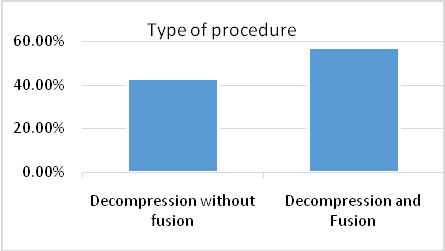 Type of procedure
60.00%
40.00%
20.00%
0.00%
Decompression without
fusion
Decompression and
Fusion